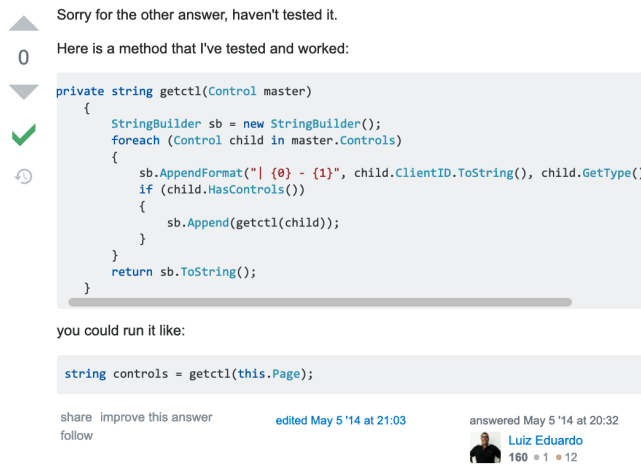 Sorry for the other answer, haven't tested it.
0
Here is a method that I've tested and worked:
private string getctl(Control master)
{
StringBuilder sb = new StringBuilder();
foreach (Control child in master.Controls)
{
sb.AppendFormat("| {0} - {1}", child.ClientID.ToString(), child.GetType()
if (child.HasControls())
{
sb.Append(getctl(child));
}
}
return sb.ToString();
}
you could run it like:
string controls = getctl(this.Page);
share improve this answer
follow
edited May 5 '14 at 21:03
answered May 5 '14 at 20:32
Luiz Eduardo
160 1 12